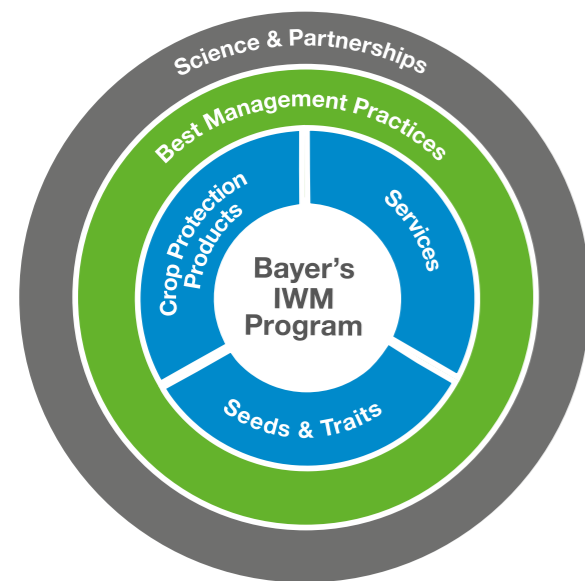 Science & Partnerships
Best Management Practices
Crop Protection
Products
Services
Bayer's
IWM
Program
Seeds & Traits